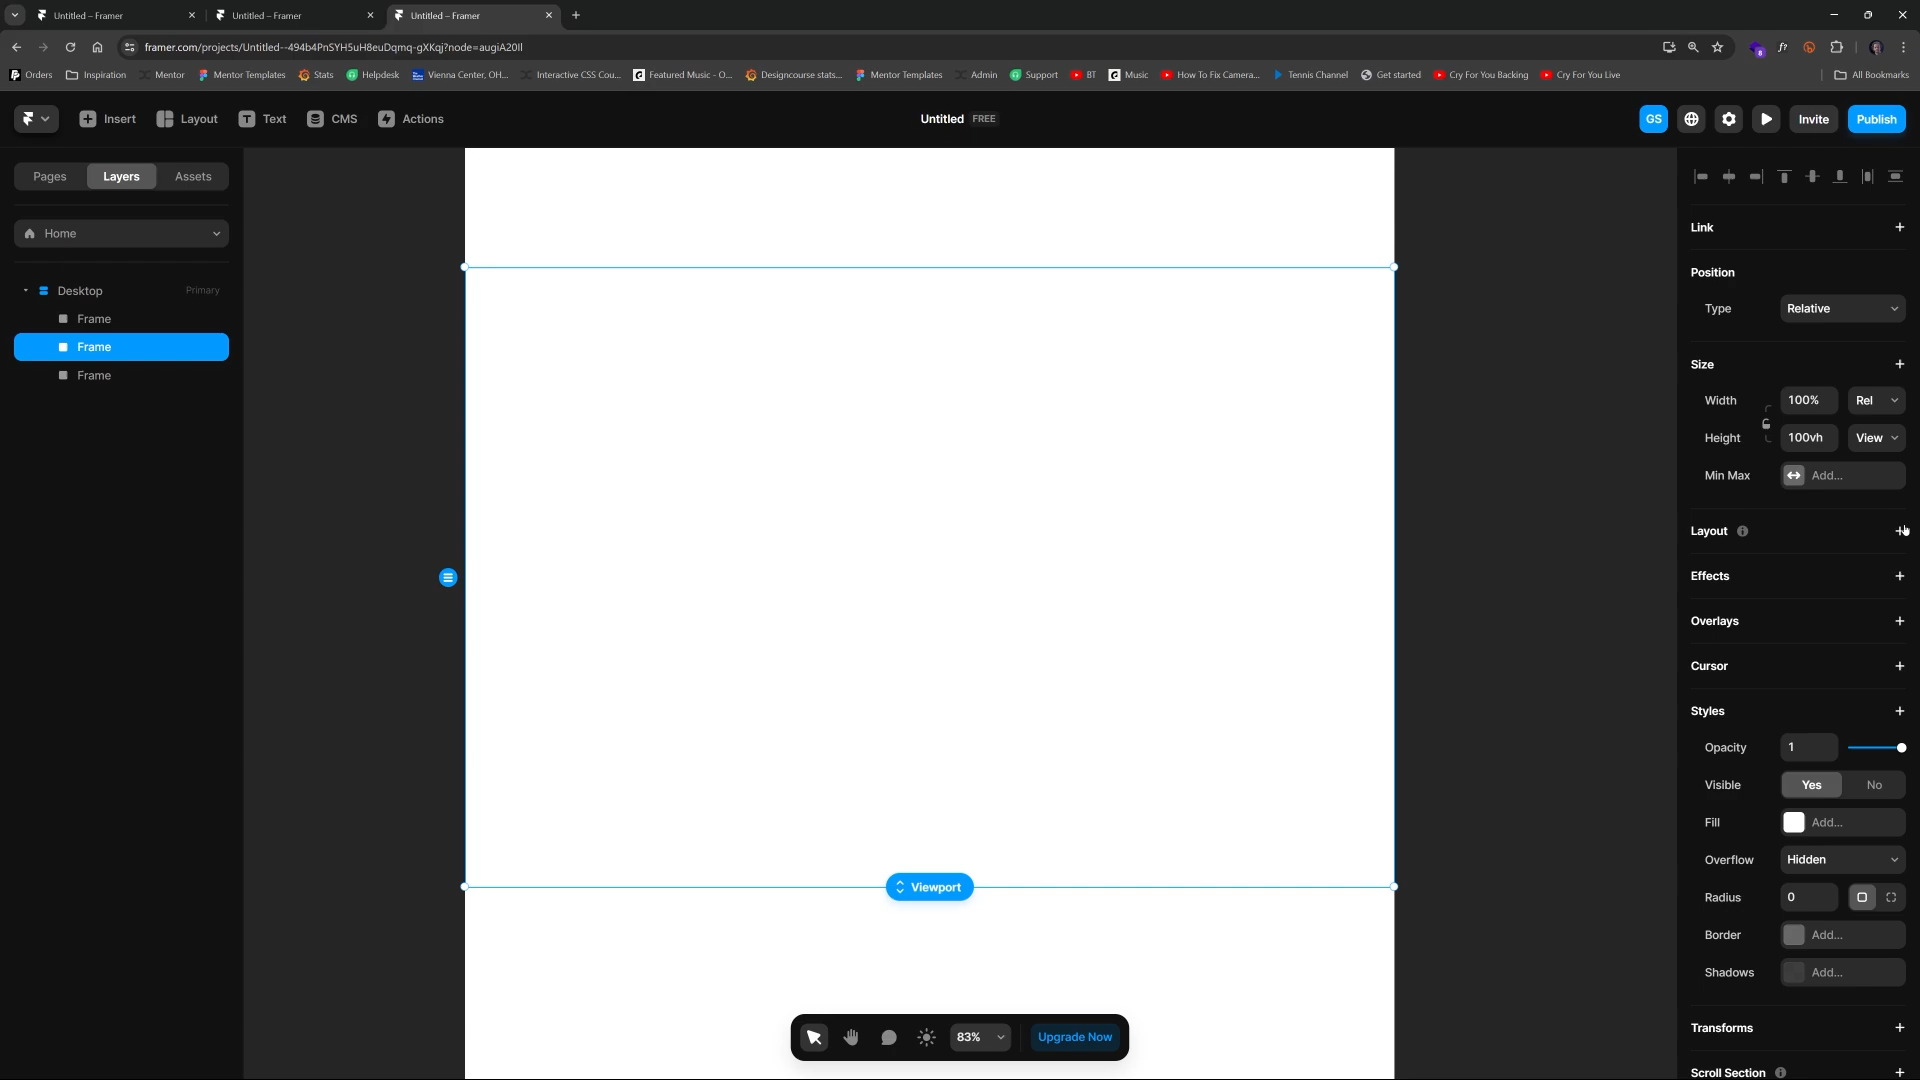 Untitled – Framer
Untitled – Framer
Untitled – Framer
framer.com/projects/Untitled--494b4PnSYH5uH8euDqmq-gXKqj?node=augiA20Il
Orders
Inspiration
Mentor
Mentor Templates
Stats
Helpdesk
Vienna Center, OH...
Interactive CSS Cou...
Featured Music - O...
Designcourse stats...
Mentor Templates
Admin
Support
BT
Music
How To Fix Camera...
Tennis Channel
Get started
Cry For You Backing
Cry For You Live
All Bookmarks
Insert
Layout
Text
CMS
Actions
Untitled FREE
GS
Invite
Publish
Pages
Layers
Assets
Home
Desktop
Primary
Frame
Frame
Frame
Viewport
83%
Upgrade Now
Link
Position
Type
Relative
Size
Width
100%
Rel
Height
100vh
View
Min Max
Add...
Layout
Effects
Overlays
Cursor
Styles
Opacity
1
Visible
Yes
No
Fill
Add...
Overflow
Hidden
Radius
0
Border
Add...
Shadows
Add...
Transforms
Scroll Section